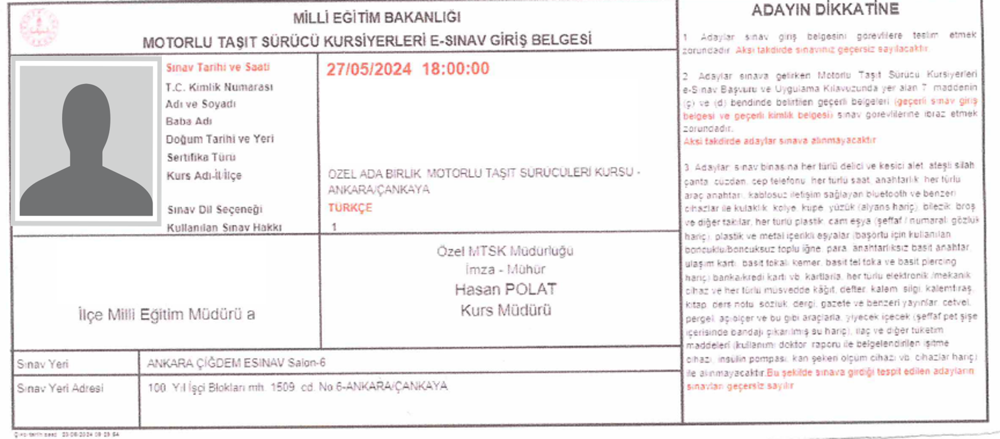 MİLLİ EĞİTİM BAKANLIĞI
MOTORLU TAŞIT SÜRÜCÜ KURSİYERLERİ E-SINAV GİRİŞ BELGESİ
Sınav Tarihi ve Saati 27/05/2024 18:00:00
T.C. Kimlik Numarası
Adı ve Soyadı
Baba Adı
Doğum Tarihi ve Yeri
Sertifika Türü
Kurs Adı-İl/İlçe ÖZEL ADA BİRLİK MOTORLU TAŞIT SÜRÜCÜLERİ KURSU -
ANKARA/ÇANKAYA
Sınav Dil Seçeneği TÜRKÇE
Kullanılan Sınav Hakkı 1
Özel MTSK Müdürlüğü
İmza - Mühür
Hasan POLAT
Kurs Müdürü
İlçe Milli Eğitim Müdürü a
Sınav Yeri ANKARA ÇİĞDEM ESINAV Salon-6
Sınav Yeri Adresi 100. Yıl İşçi Blokları mh. 1509. cd. No:6-ANKARA/ÇANKAYA
ADAYIN DİKKATİNE
1. Adaylar sınav giriş belgesini görevlilere teslim etmek
zorundadır. Aksi takdirde sınavınız geçersiz sayılacaktır.
2. Adaylar sınava gelirken Motorlu Taşıt Sürücü Kursiyerleri
e-Sınav Başvuru ve Uygulama Kılavuzunda yer alan 7. maddenin
(ç) ve (d) bendinde belirtilen geçerli belgeleri (geçerli sınav giriş
belgesi ve geçerli kimlik belgesi) sınav görevlilerine ibraz etmek
zorundadır.
Aksi takdirde adaylar sınava alınmayacaktır
3. Adaylar; sınav binasına her türlü delici ve kesici alet, ateşli silah,
çanta, cüzdan, cep telefonu, her türlü saat, anahtarlık, her türlü
araç anahtarı, kablosuz iletişim sağlayan bluetooth ve benzeri
cihazlar ile kulaklık, kolye, küpe, yüzük (alyans hariç), bilezik, broş
ve diğer takılar, her türlü plastik, cam eşya (şeffaf / numaralı gözlük
hariç), plastik ve metal içerikli eşyalar (başörtü için kullanılan
boncuklu/boncuksuz toplu iğne, para, anahtarlıksız basit anahtar,
ulaşım kartı, basit tokalı kemer, basit tel toka ve basit piercing
hariç) banka/kredi kartı vb. kartlarla, her türlü elektronik /mekanik
cihaz ve her türlü müsvedde kâğıt, defter, kalem, silgi, kalemtıraş,
kitap, ders notu, sözlük, dergi, gazete ve benzeri yayınlar, cetvel,
pergel, açıölçer ve bu gibi araçlarla, yiyecek içecek (şeffaf pet şişe
içerisinde bandajı çıkarılmış su hariç), ilaç ve diğer tüketim
maddeleri (kullanımı doktor raporu ile belgelendirilen işitme
cihazı, insülin pompası, kan şekeri ölçüm cihazı vb. cihazlar hariç)
ile alınmayacaktır.Bu şekilde sınava girdiği tespit edilen adayların
sınavları geçersiz sayılır